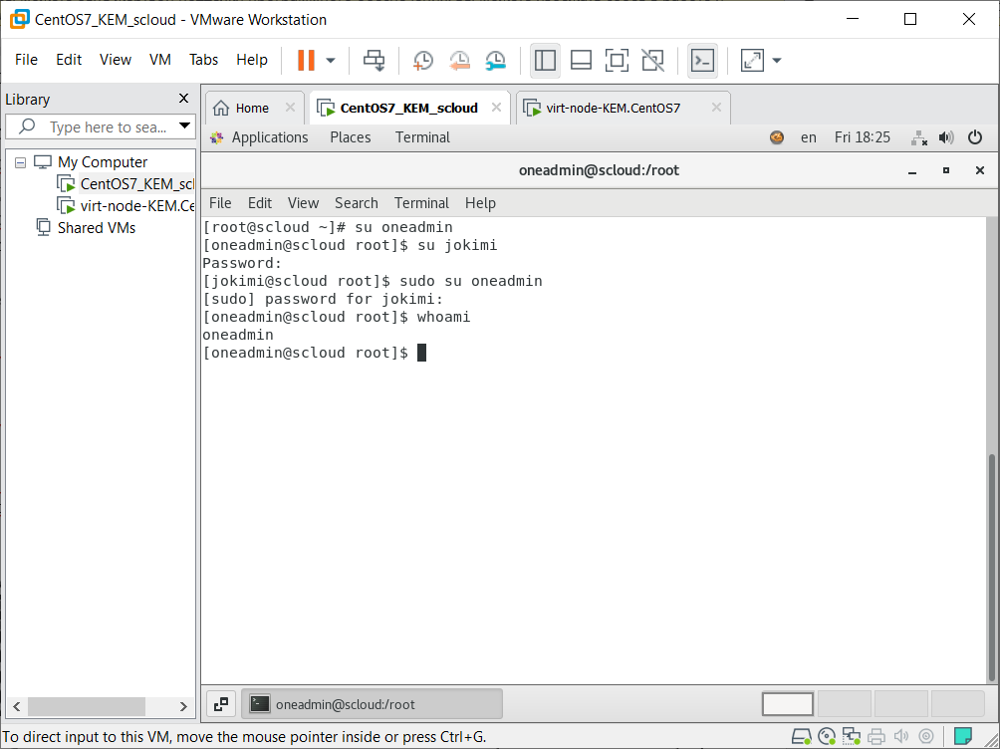 CentOS7_KEM_scloud - VMware Workstation
File Edit View VM Tabs Help
Library
Type here to sea...
My Computer
CentOS7_KEM_scl
virt-node-KEM.Ce
Shared VMs
Home
CentOS7_KEM_scloud
virt-node-KEM.CentOS7
Applications Places Terminal
en Fri 18:25
oneadmin@scloud:/root
File Edit View Search Terminal Help
[root@scloud ~]# su oneadmin
[oneadmin@scloud root]$ su jokimi
Password:
[jokimi@scloud root]$ sudo su oneadmin
[sudo] password for jokimi:
[oneadmin@scloud root]$ whoami
oneadmin
[oneadmin@scloud root]$
oneadmin@scloud:/root
To direct input to this VM, move the mouse pointer inside or press Ctrl+G.